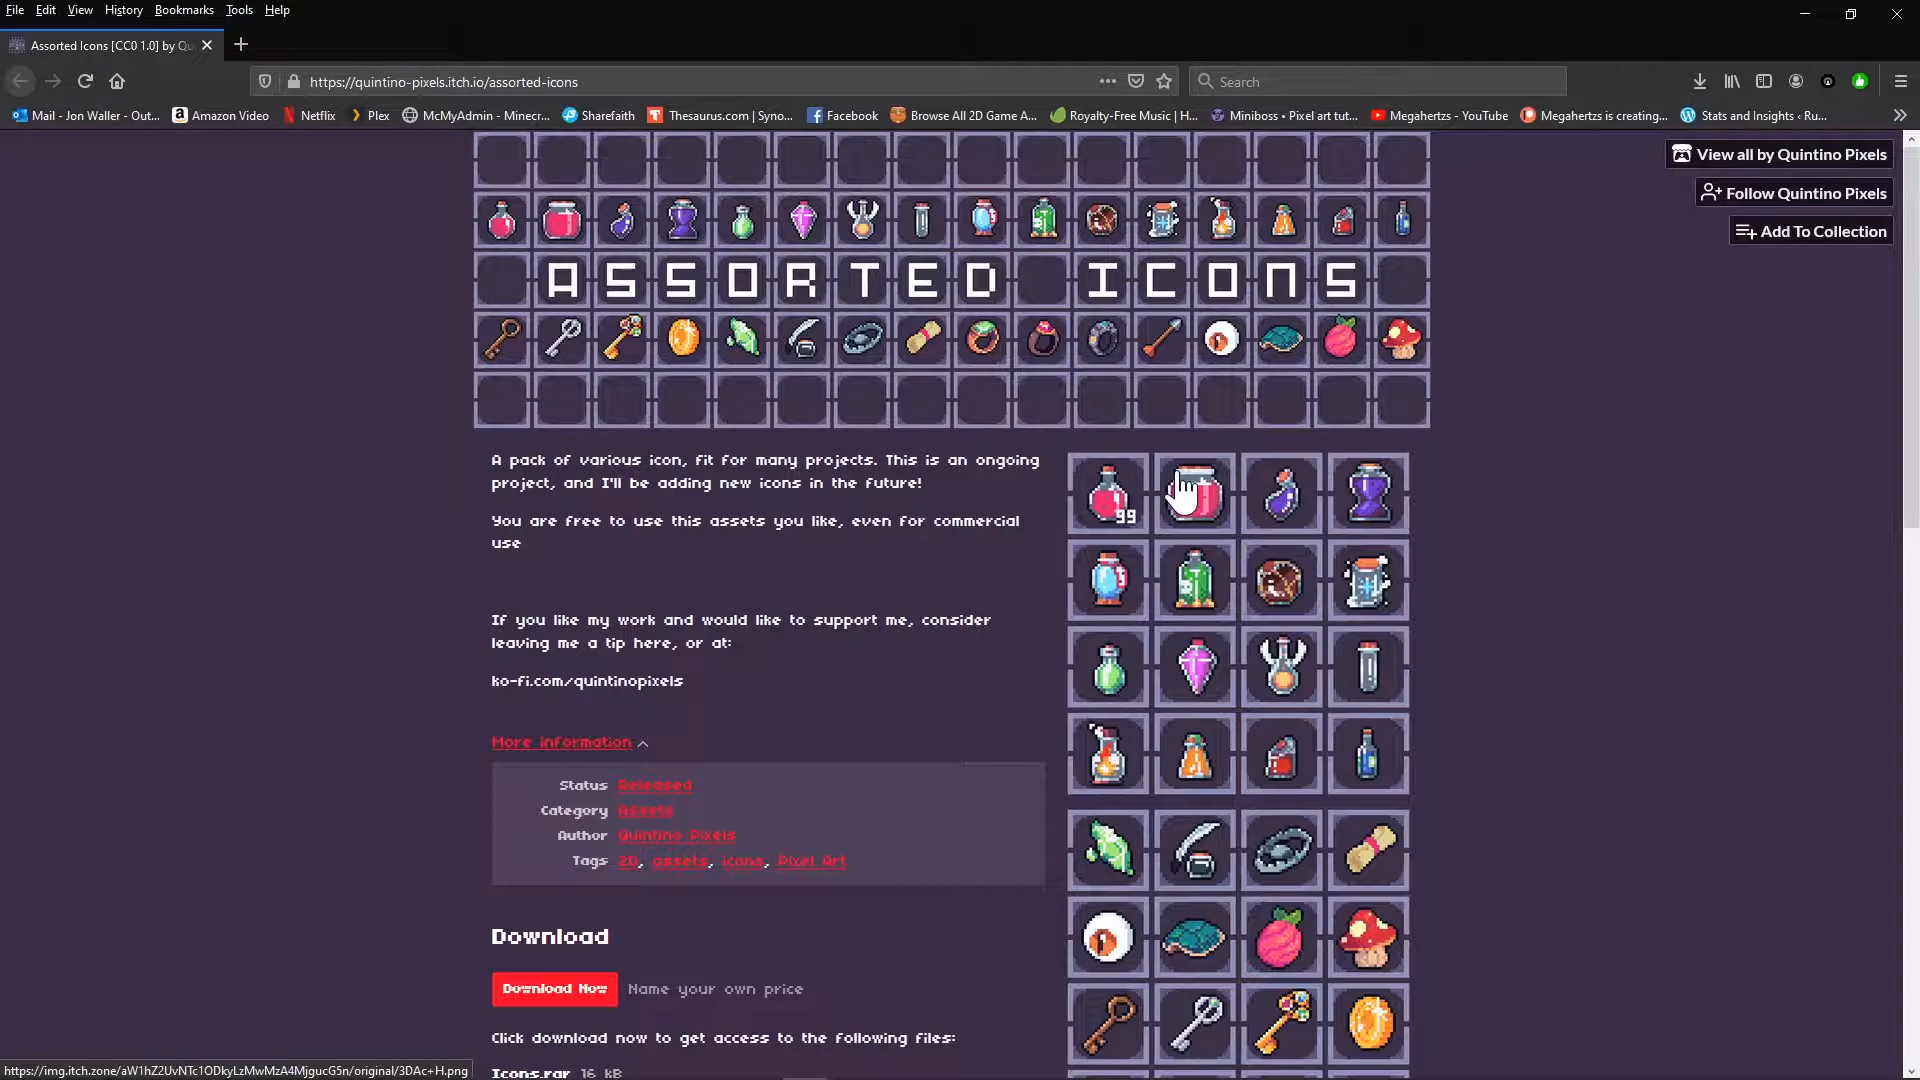 File Edit View History Bookmarks Tools Help
Assorted Icons [CC0 1.0] by Qu
https://quintino-pixels.itch.io/assorted-icons
Search
Mail - Jon Waller - Out... Amazon Video Netflix Plex McMyAdmin - Minecr... Sharefaith Thesaurus.com | Syno... Facebook Browse All 2D Game A... Royalty-Free Music | H... Miniboss • Pixel art tut... Megahertzs - YouTube Megahertzs is creating... Stats and Insights ‹ Ru...
View all by Quintino Pixels
Follow Quintino Pixels
Add To Collection
ASSORTED ICONS
A pack of various icon, fit for many projects. This is an ongoing
project, and I'll be adding new icons in the future!
You are free to use this assets you like, even for commercial
use
If you like my work and would like to support me, consider
leaving me a tip here, or at:
ko-fi.com/quintinopixels
More information
Status Released
Category Assets
Author Quintino Pixels
Tags 2D, assets, icons, Pixel Art
Download
Download Now Name your own price
Click download now to get access to the following files:
Icons.rar 16 kB
99